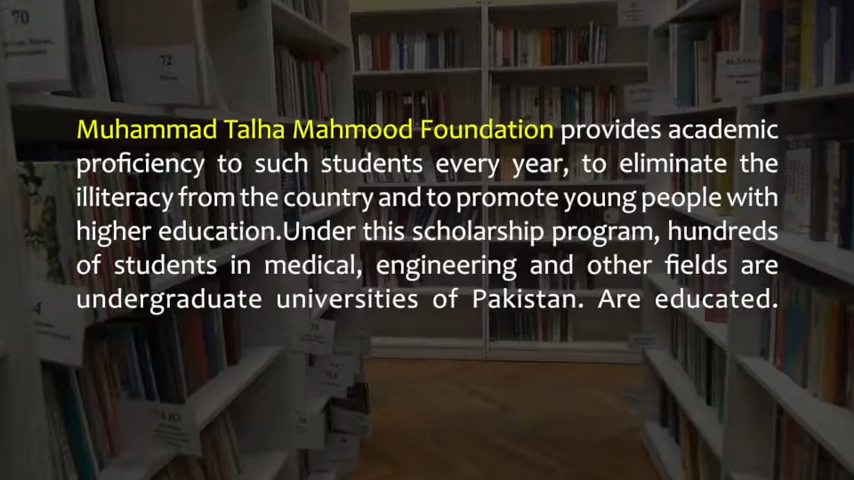 70
72
Muhammad Talha Mahmood Foundation provides academic
proficiency to such students every year, to eliminate the
illiteracy from the country and to promote young people with
higher education.Under this scholarship program, hundreds
of students in medical, engineering and other fields are
undergraduate universities of Pakistan. Are educated.